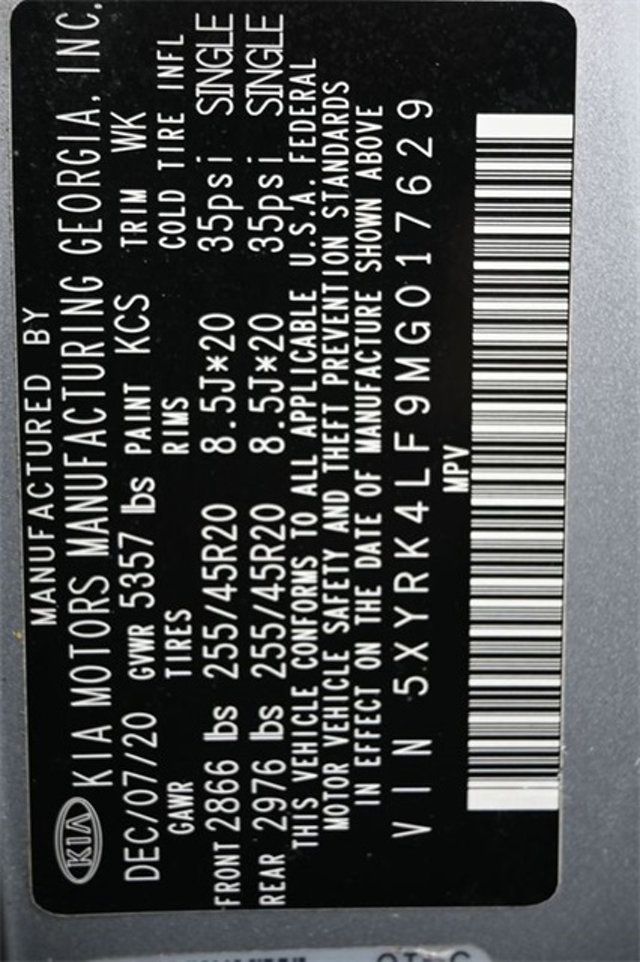 MANUFACTURED BY
KIA KIA MOTORS MANUFACTURING GEORGIA, INC.
DEC/07/20 GVWR 5357 lbs PAINT KCS TRIM WK
GAWR TIRES RIMS COLD TIRE INFL
FRONT 2866 lbs 255/45R20 8.5J*20 35psi SINGLE
REAR 2976 lbs 255/45R20 8.5J*20 35psi SINGLE
THIS VEHICLE CONFORMS TO ALL APPLICABLE U.S.A. FEDERAL
MOTOR VEHICLE SAFETY AND THEFT PREVENTION STANDARDS
IN EFFECT ON THE DATE OF MANUFACTURE SHOWN ABOVE
VIN 5XYRK4LF9MG017629
MPV